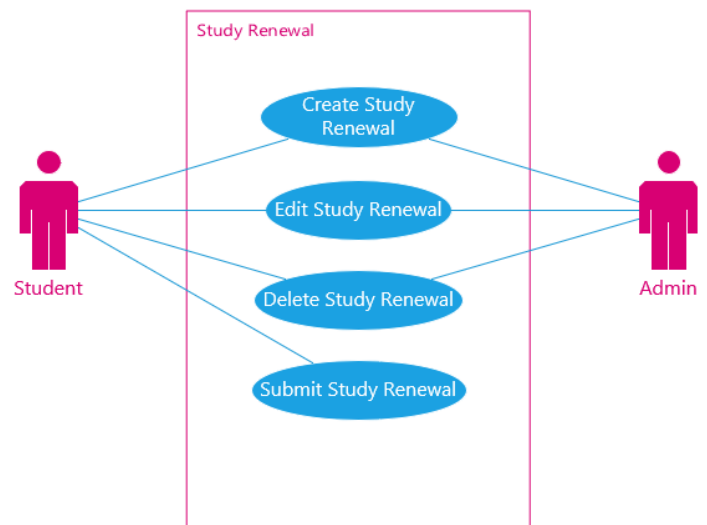 Study Renewal
Create Study
Renewal
Edit Study Renewal
Student
Admin
Delete Study Renewal
Submit Study Renewal